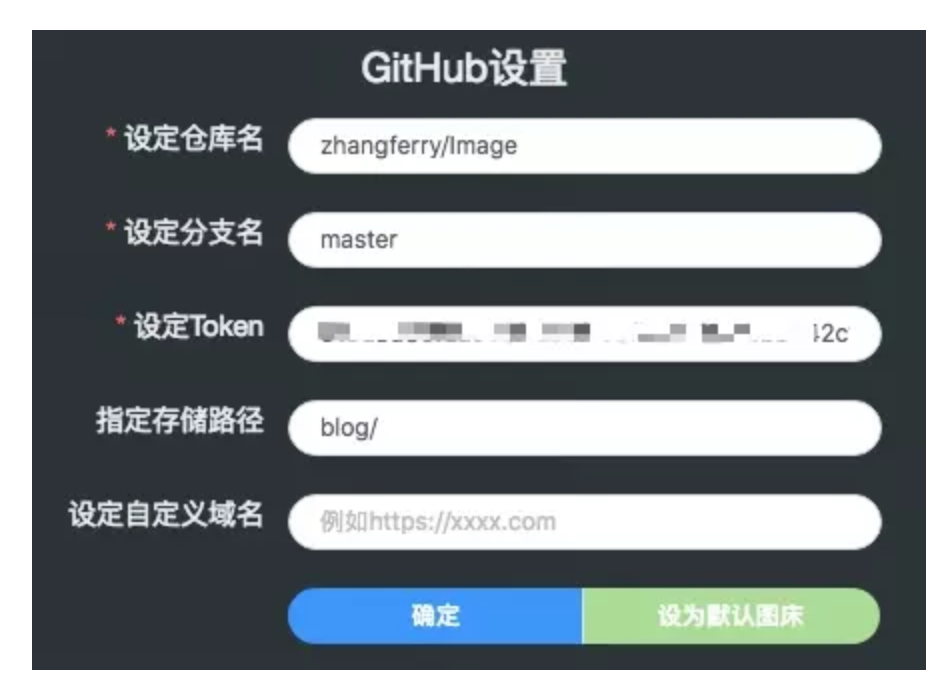 GitHub设置
* 设定仓库名 zhangferry/Image
* 设定分支名 master
* 设定Token 42c
指定存储路径 blog/
设定自定义域名 例如https://xxxx.com
确定 设为默认图床